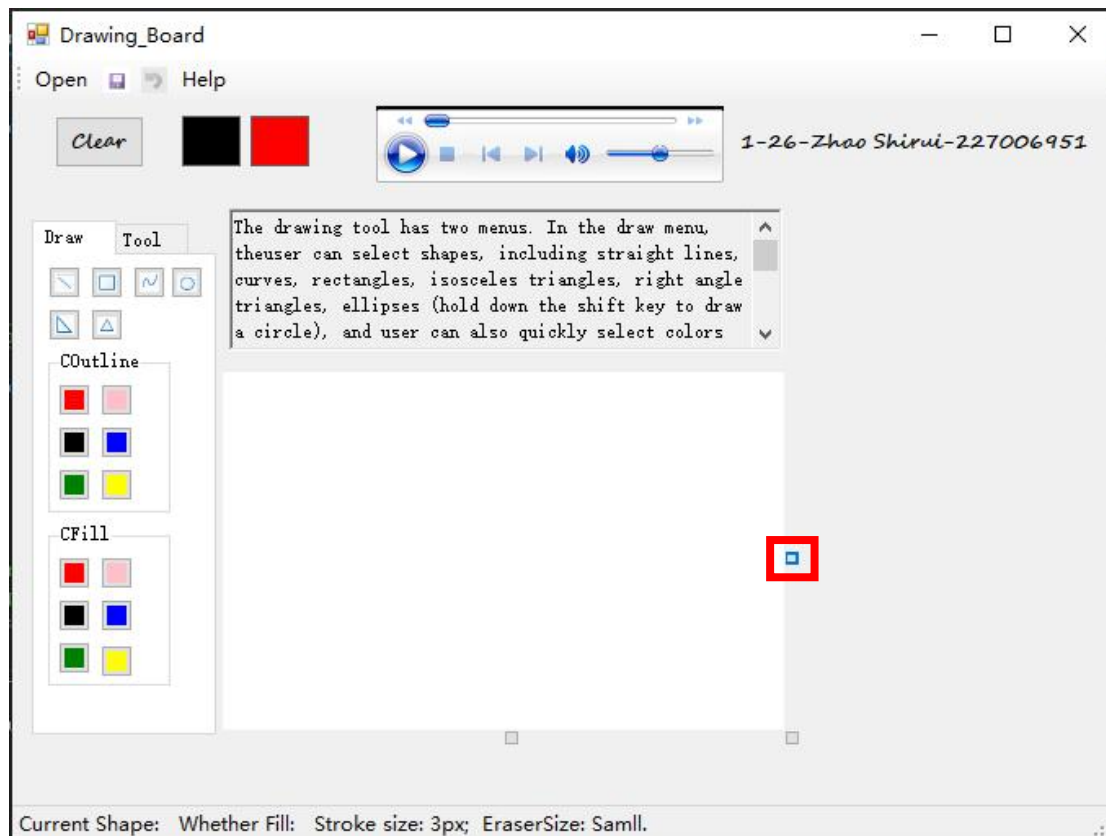 Drawing_Board
Open Help
Clear
1-26-Zhao Shirui-227006951
Draw Tool
The drawing tool has two menus. In the draw menu,
theuser can select shapes, including straight lines,
curves, rectangles, isosceles triangles, right angle
triangles, ellipses (hold down the shift key to draw
a circle), and user can also quickly select colors
COutline
CFill
Current Shape: Whether Fill: Stroke size: 3px; EraserSize: Samll.